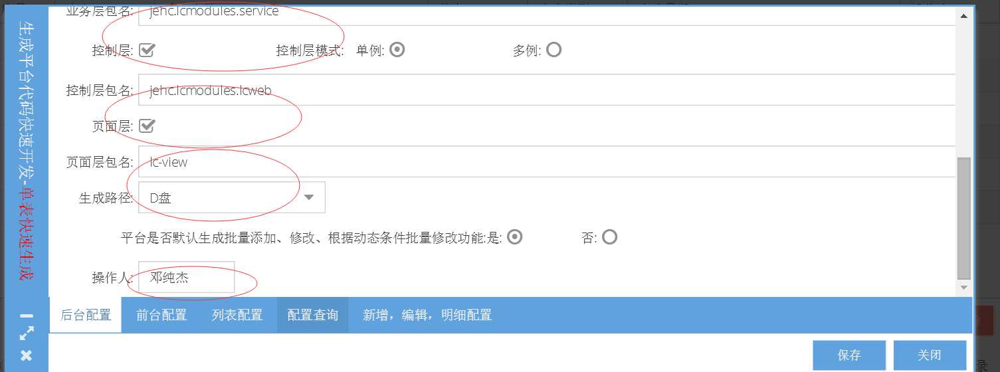 生成平台代码快速开发-单表快速生成
业务层包名: jehc.lcmodules.service
控制层: 控制层模式: 单例: 多例:
控制层包名: jehc.lcmodules.lcweb
页面层:
页面层包名: lc-view
生成路径: D盘
平台是否默认生成批量添加、修改、根据动态条件批量修改功能:是: 否:
操作人: 邓纯杰
后台配置 前台配置 列表配置 配置查询 新增，编辑，明细配置
保存 关闭
录